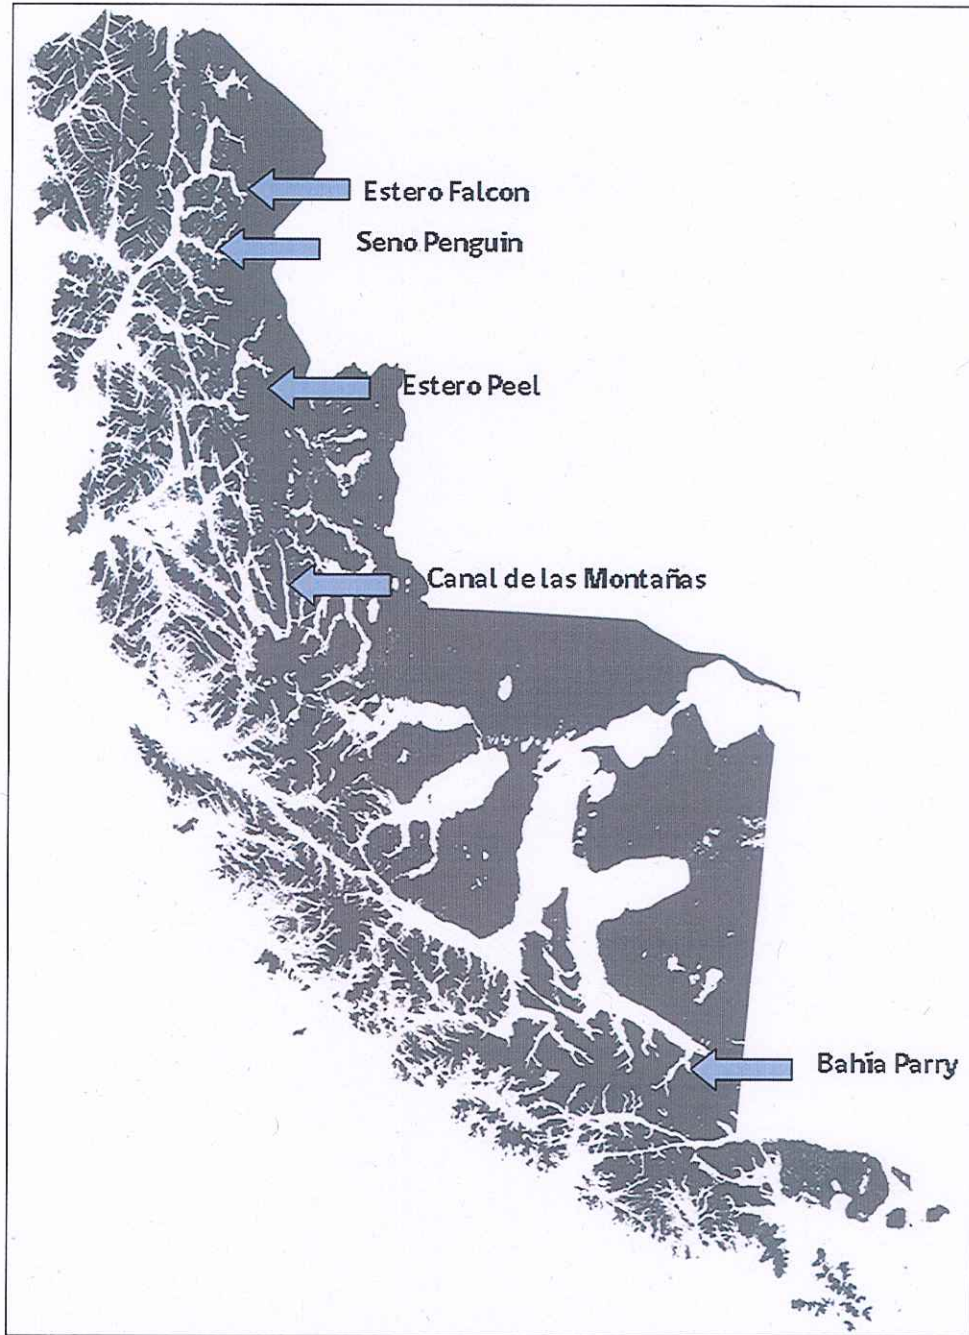 Estero Falcon
Seno Penguin
Estero Peel
Canal de las Montañas
Bahía Parry